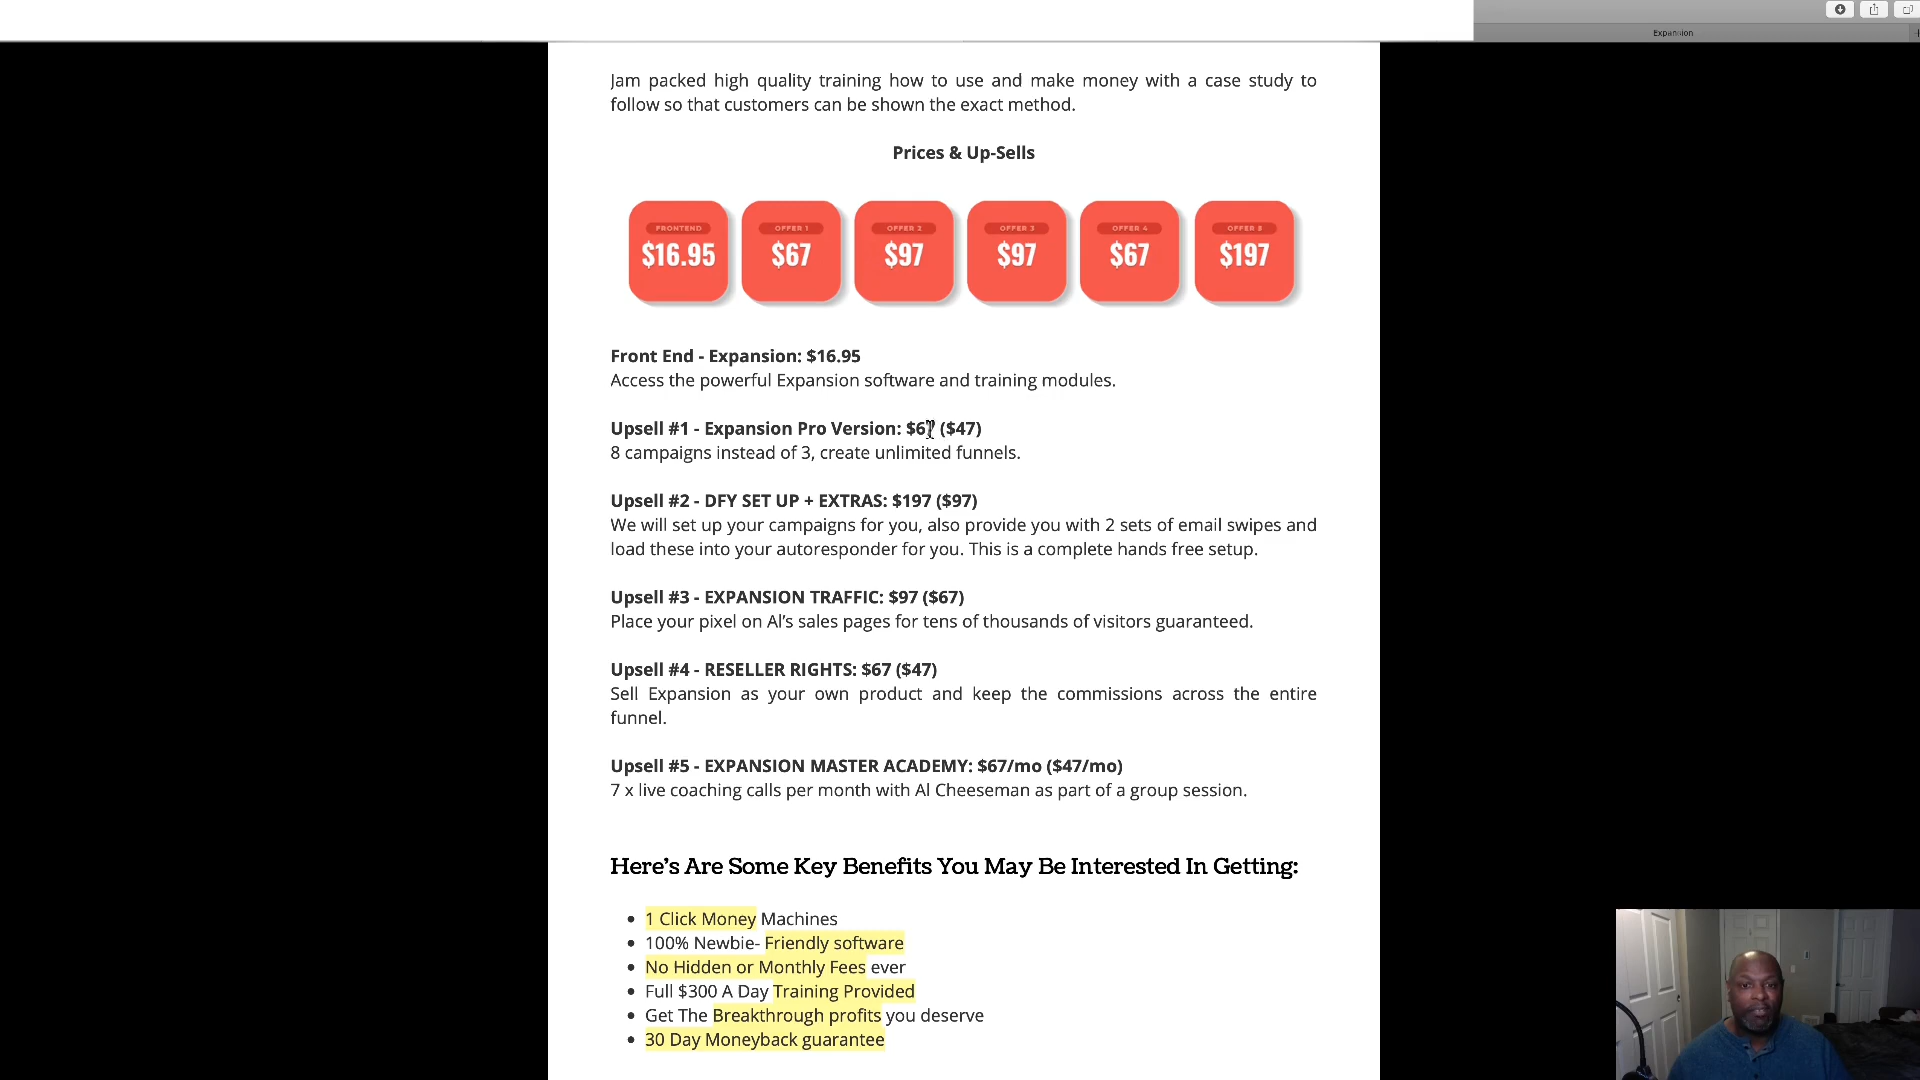 Expansion
Jam packed high quality training how to use and make money with a case study to
follow so that customers can be shown the exact method.
Prices & Up-Sells
FRONTEND OFFER 1 OFFER 2 OFFER 3 OFFER 4 OFFER 5
$16.95 $67 $97 $97 $67 $197
Front End - Expansion: $16.95
Access the powerful Expansion software and training modules.
Upsell #1 - Expansion Pro Version: $67 ($47)
8 campaigns instead of 3, create unlimited funnels.
Upsell #2 - DFY SET UP + EXTRAS: $197 ($97)
We will set up your campaigns for you, also provide you with 2 sets of email swipes and
load these into your autoresponder for you. This is a complete hands free setup.
Upsell #3 - EXPANSION TRAFFIC: $97 ($67)
Place your pixel on Al’s sales pages for tens of thousands of visitors guaranteed.
Upsell #4 - RESELLER RIGHTS: $67 ($47)
Sell Expansion as your own product and keep the commissions across the entire
funnel.
Upsell #5 - EXPANSION MASTER ACADEMY: $67/mo ($47/mo)
7 x live coaching calls per month with Al Cheeseman as part of a group session.
Here’s Are Some Key Benefits You May Be Interested In Getting:
1 Click Money Machines
100% Newbie- Friendly software
No Hidden or Monthly Fees ever
Full $300 A Day Training Provided
Get The Breakthrough profits you deserve
30 Day Moneyback guarantee